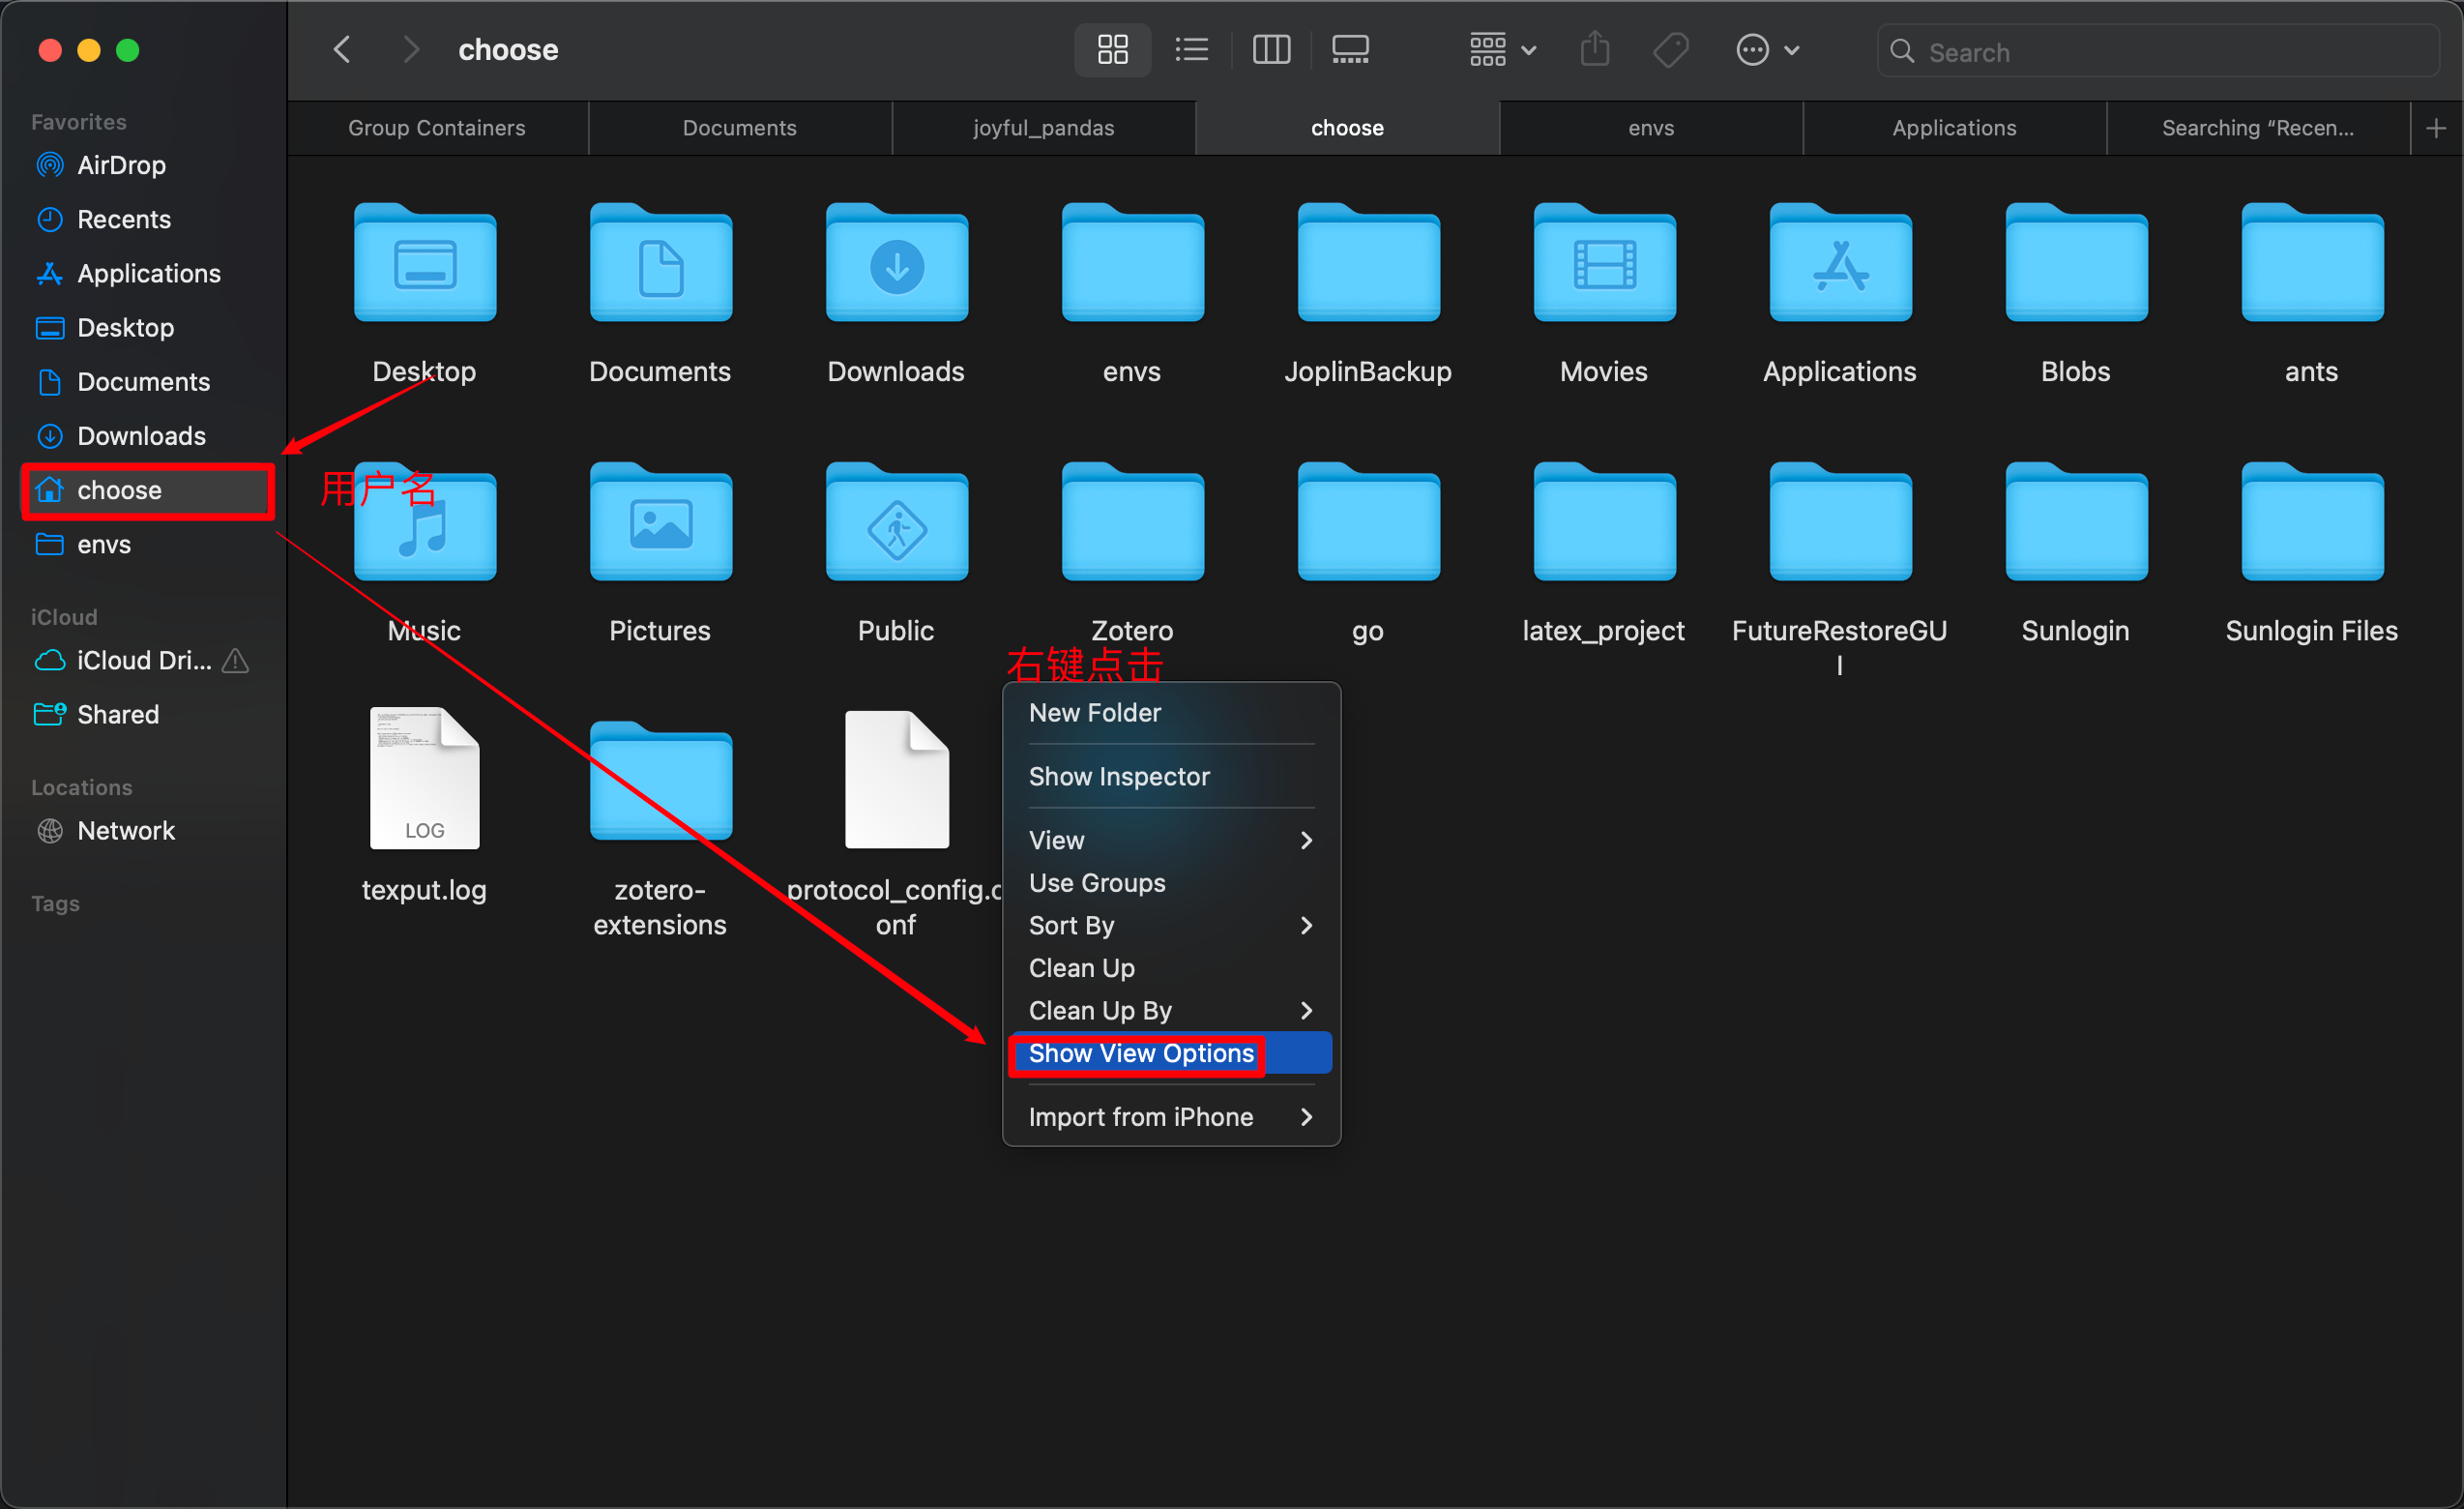 choose
Search
Group Containers
Documents
joyful_pandas
choose
envs
Applications
Searching “Recen...
Favorites
AirDrop
Recents
Applications
Desktop
Documents
Downloads
choose
envs
iCloud
iCloud Dri...
Shared
Locations
Network
Tags
Desktop
Documents
Downloads
envs
JoplinBackup
Movies
Applications
Blobs
ants
用户名
Music
Pictures
Public
Zotero
go
latex_project
FutureRestoreGU
I
Sunlogin
Sunlogin Files
LOG
texput.log
zotero-
extensions
protocol_config.c
onf
右键点击
New Folder
Show Inspector
View
Use Groups
Sort By
Clean Up
Clean Up By
Show View Options
Import from iPhone